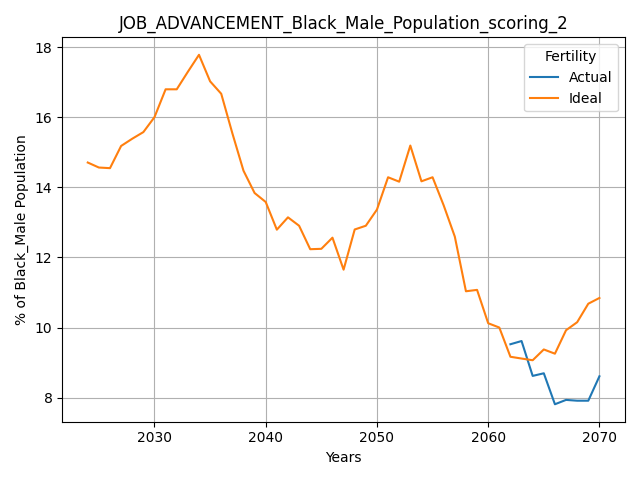 JOB_ADVANCEMENT_Black_Male_Population_scoring_2
Fertility
Actual
Ideal
% of Black_Male Population
18
16
14
12
10
8
2030 2040 2050 2060 2070
Years